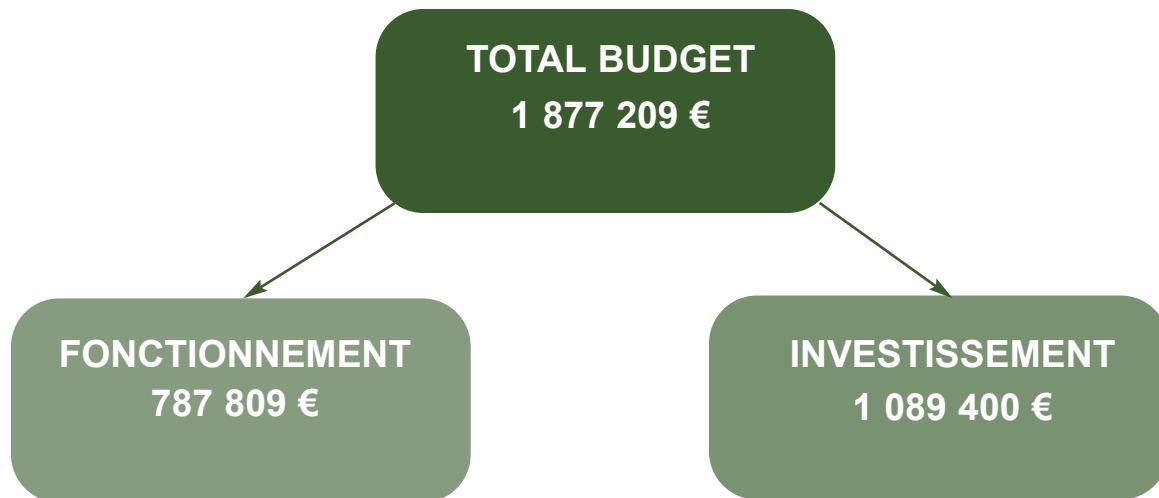 TOTAL BUDGET
1 877 209 €
FONCTIONNEMENT
787 809 €
INVESTISSEMENT
1 089 400 €